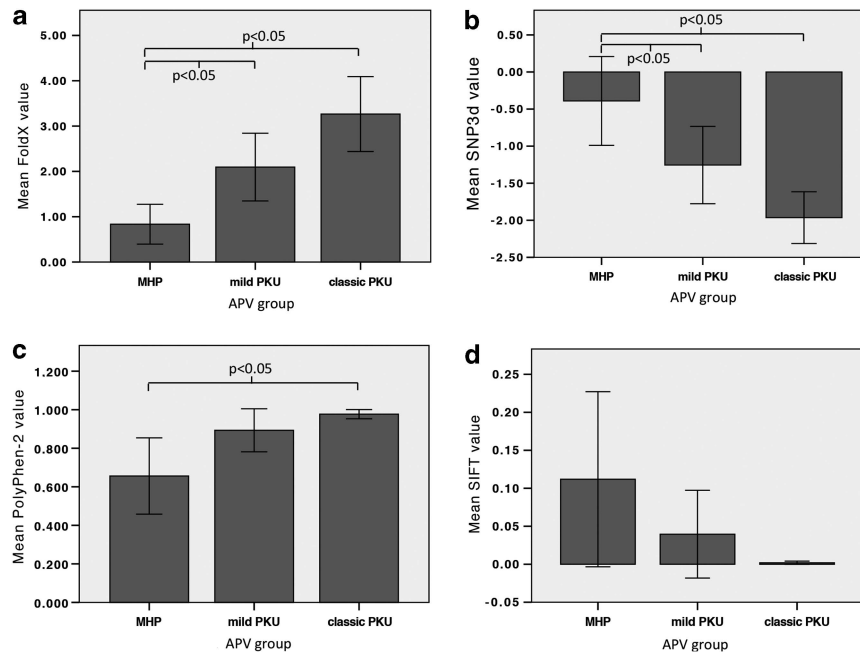 a
Mean FoldX value
5.00
4.00
3.00
2.00
1.00
0.00
p<0.05
p<0.05
MHP mild PKU classic PKU
APV group
b
Mean SNP3d value
0.50
0.00
-0.50
-1.00
-1.50
-2.00
-2.50
p<0.05
p<0.05
MHP mild PKU classic PKU
APV group
c
Mean PolyPhen-2 value
1.200
1.000
0.800
0.600
0.400
0.200
0.000
p<0.05
MHP mild PKU classic PKU
APV group
d
Mean SIFT value
0.25
0.20
0.15
0.10
0.05
0.00
-0.05
MHP mild PKU classic PKU
APV group